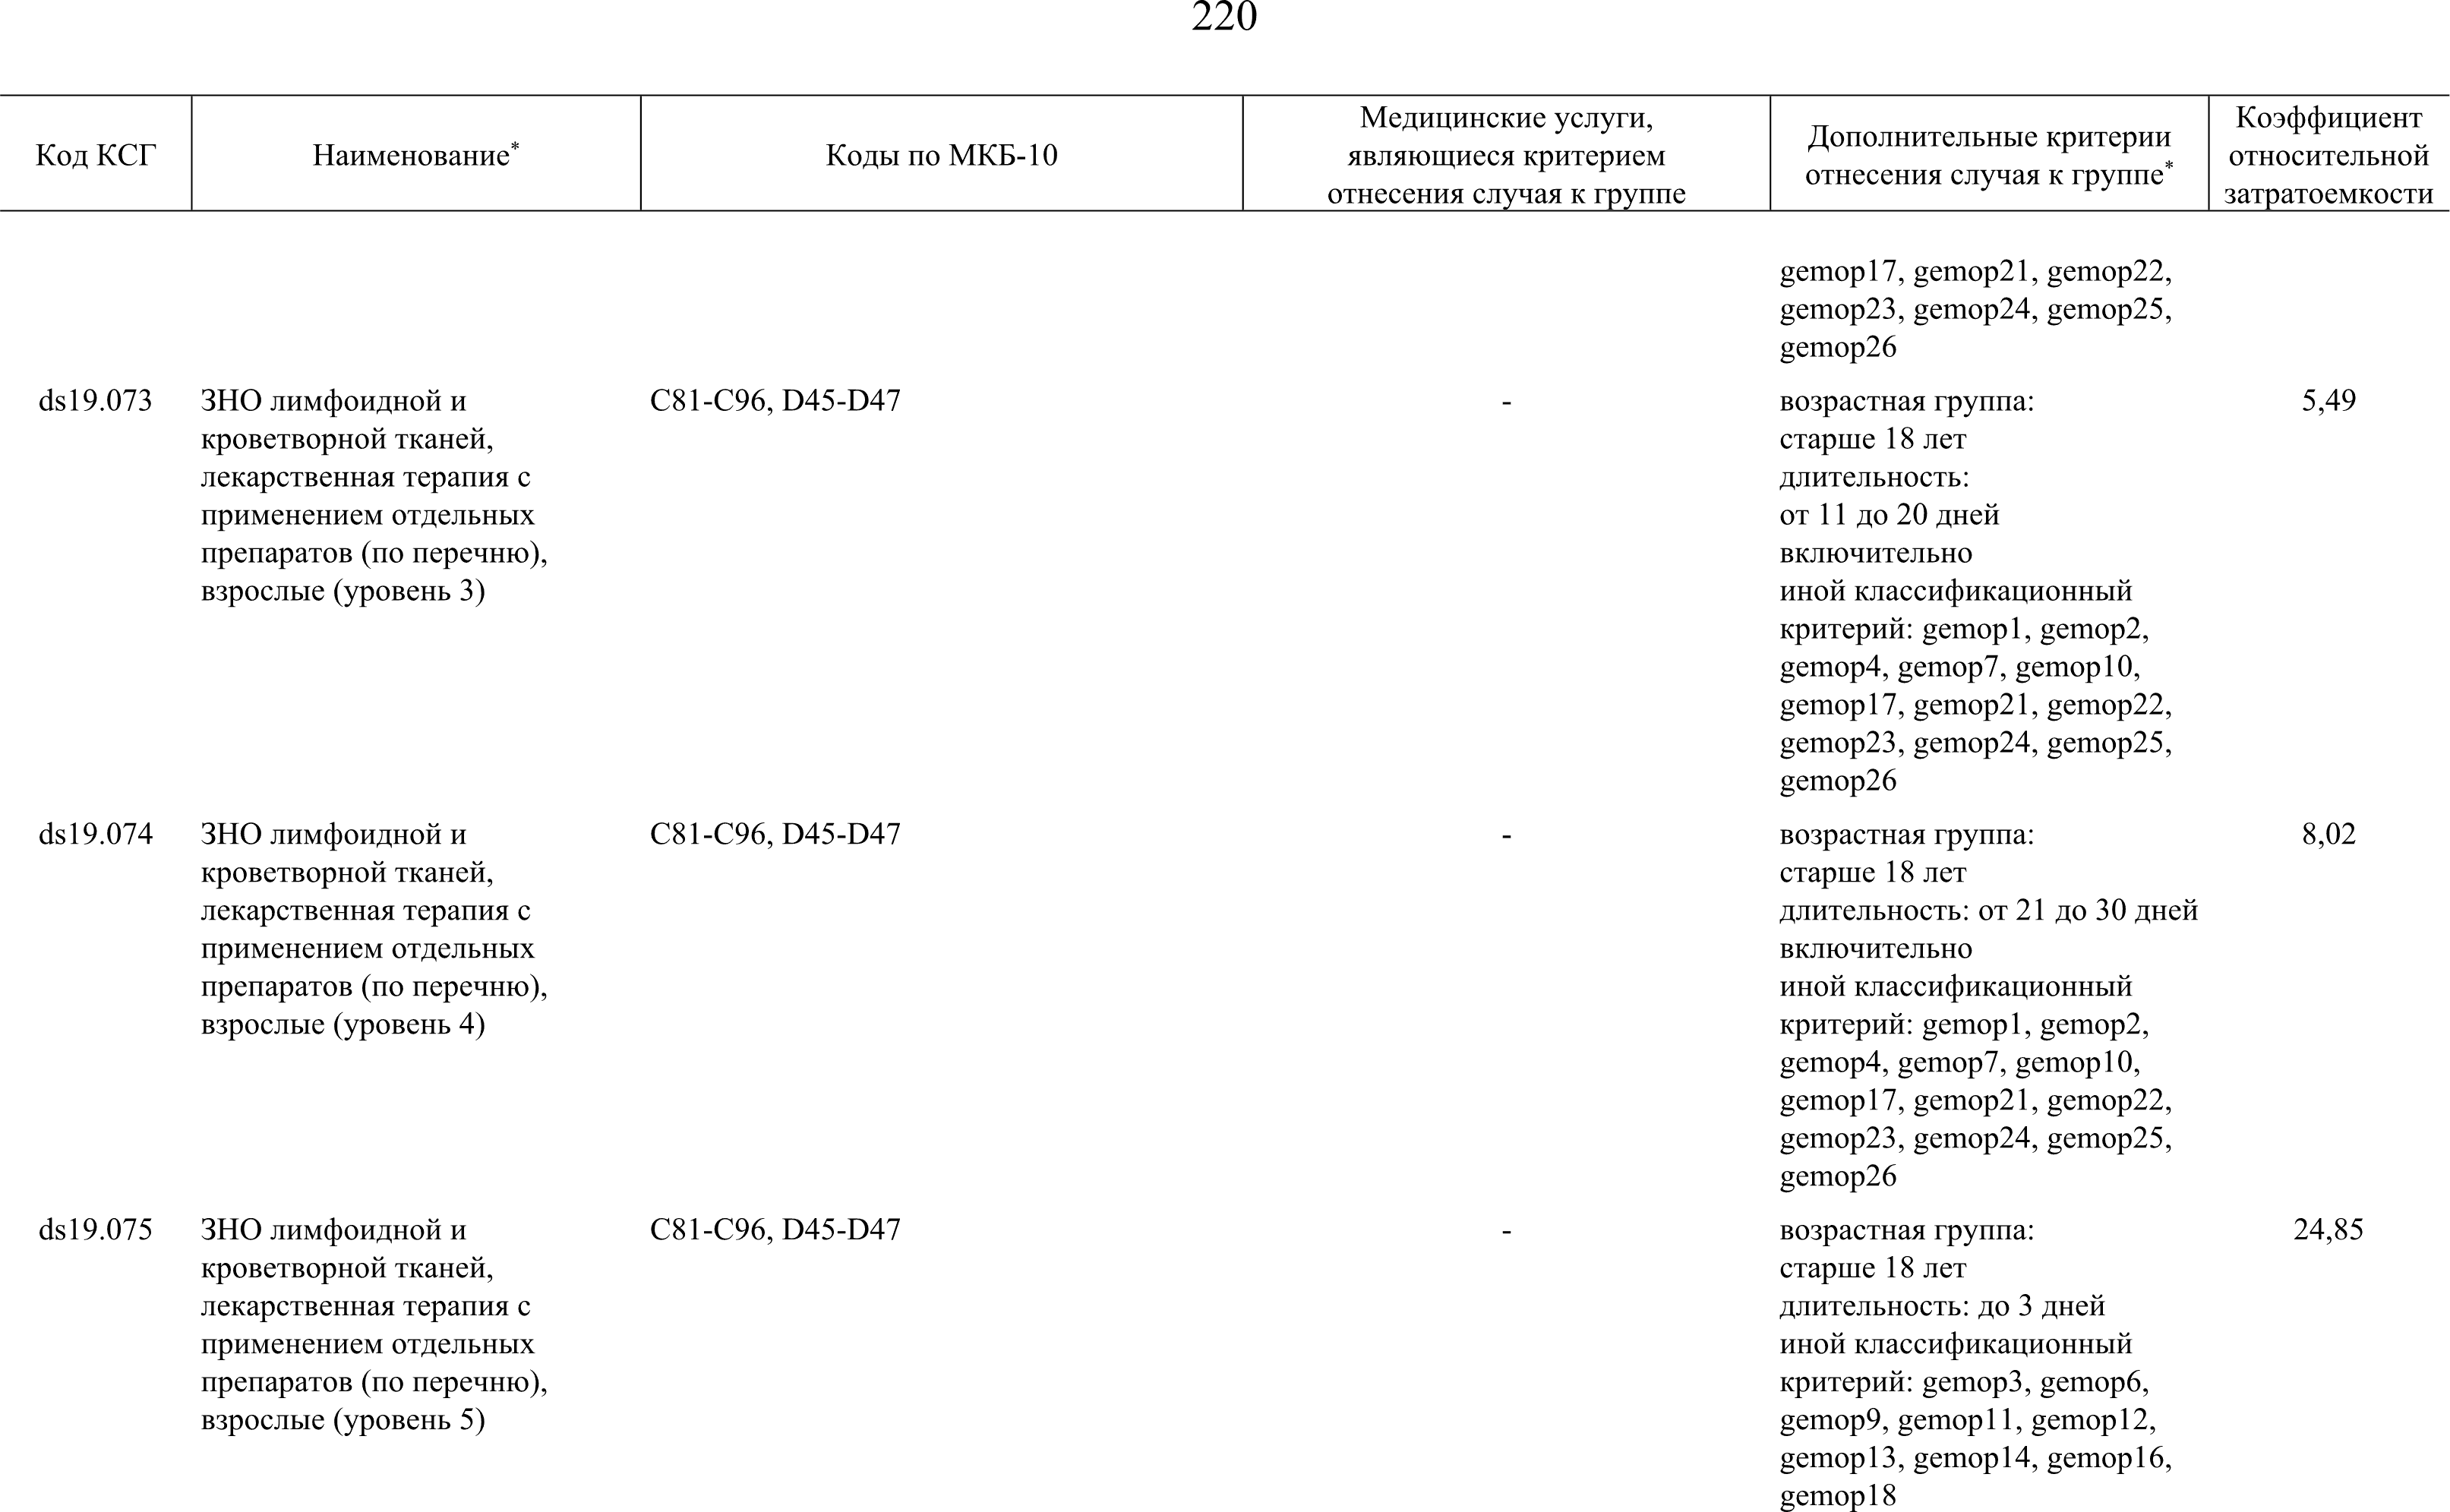 220
Код КСГ
Наименование*
Коды по МКБ-10
Медицинские услуги,
являющиеся критерием
отнесения случая к группе
Дополнительные критерии
отнесения случая к группе*
Коэффициент
относительной
затратоемкости
gemop17, gemop21, gemop22,
gemop23, gemop24, gemop25,
gemop26
ds19.073
ЗНО лимфоидной и
кроветворной тканей,
лекарственная терапия с
применением отдельных
препаратов (по перечню),
взрослые (уровень 3)
C81-C96, D45-D47
-
возрастная группа:
старше 18 лет
длительность:
от 11 до 20 дней
включительно
иной классификационный
критерий: gemop1, gemop2,
gemop4, gemop7, gemop10,
gemop17, gemop21, gemop22,
gemop23, gemop24, gemop25,
gemop26
5,49
ds19.074
ЗНО лимфоидной и
кроветворной тканей,
лекарственная терапия с
применением отдельных
препаратов (по перечню),
взрослые (уровень 4)
C81-C96, D45-D47
-
возрастная группа:
старше 18 лет
длительность: от 21 до 30 дней
включительно
иной классификационный
критерий: gemop1, gemop2,
gemop4, gemop7, gemop10,
gemop17, gemop21, gemop22,
gemop23, gemop24, gemop25,
gemop26
8,02
ds19.075
ЗНО лимфоидной и
кроветворной тканей,
лекарственная терапия с
применением отдельных
препаратов (по перечню),
взрослые (уровень 5)
C81-C96, D45-D47
-
возрастная группа:
старше 18 лет
длительность: до 3 дней
иной классификационный
критерий: gemop3, gemop6,
gemop9, gemop11, gemop12,
gemop13, gemop14, gemop16,
gemop18
24,85